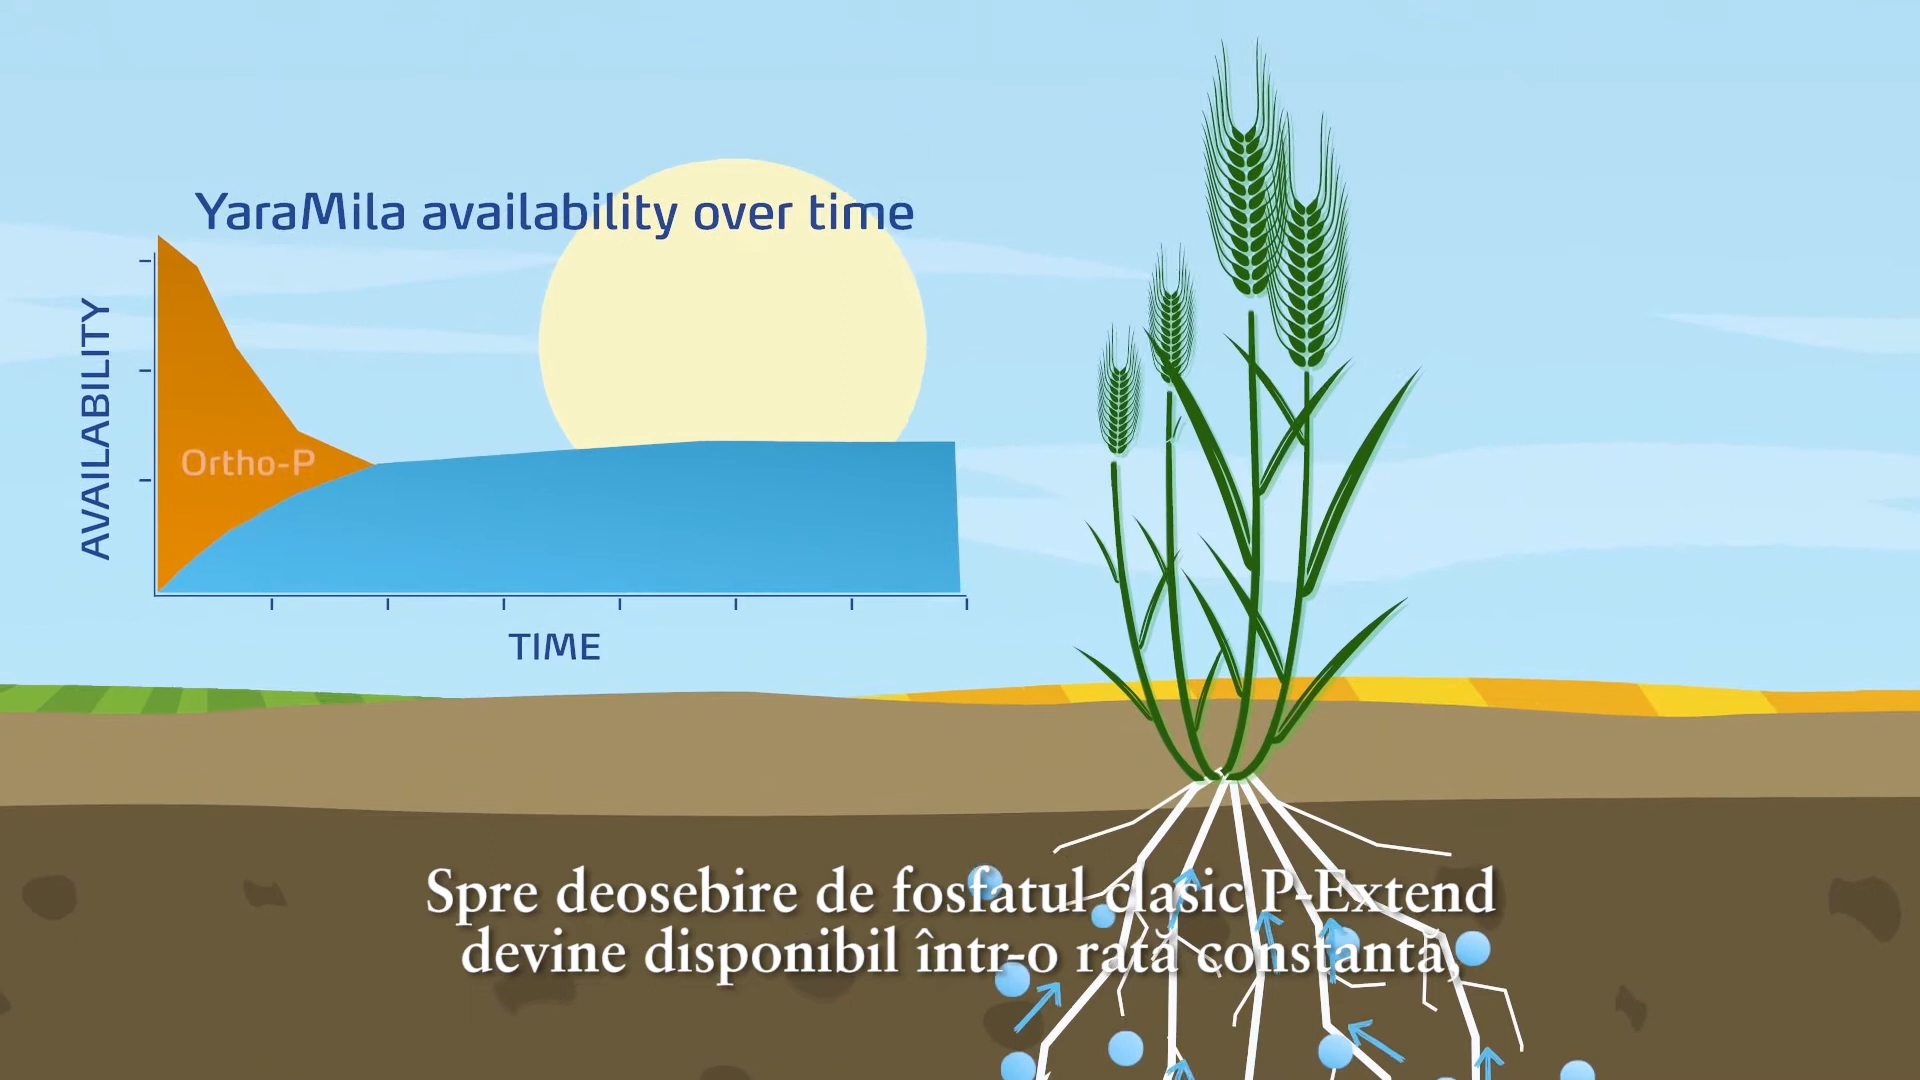 YaraMila availability over time
AVAILABILITY
Ortho-P
TIME
Spre deosebire de fosfatul clasic P-Extend
devine disponibil într-o rată constantă,